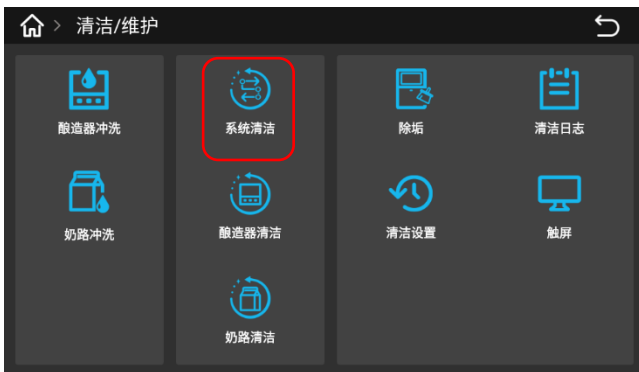 清洁/维护
酿造器冲洗
系统清洁
除垢
清洁日志
奶路冲洗
酿造器清洁
清洁设置
触屏
奶路清洁